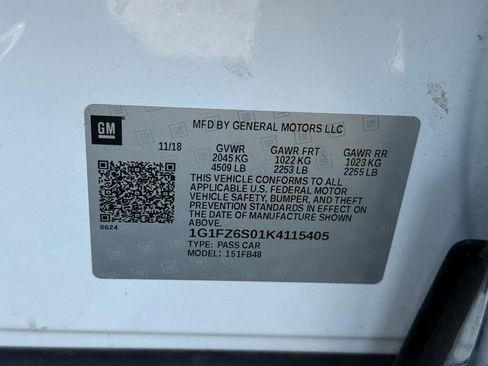 GM
MFD BY GENERAL MOTORS LLC
11/18 GVWR GAWR FRT GAWR RR
2045 KG 1022 KG 1023 KG
4509 LB 2253 LB 2255 LB
THIS VEHICLE CONFORMS TO ALL
APPLICABLE U.S. FEDERAL MOTOR
VEHICLE SAFETY, BUMPER, AND THEFT
PREVENTION STANDARDS IN EFFECT ON
THE DATE OF MANUFACTURE SHOWN
ABOVE.
8624
1G1FZ6S01K4115405
TYPE: PASS CAR
MODEL: 151FB48